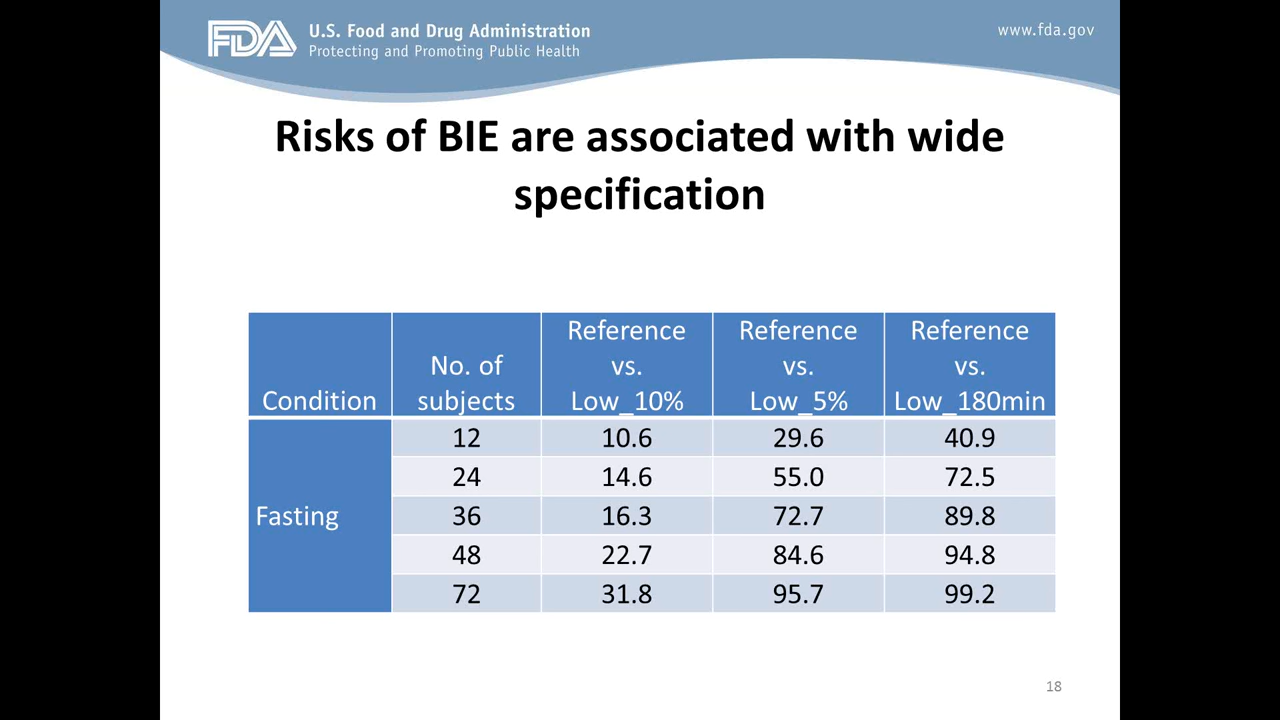 FDA
U.S. Food and Drug Administration
Protecting and Promoting Public Health
www.fda.gov
Risks of BIE are associated with wide
specification
Condition
No. of
subjects
Reference
vs.
Low_10%
Reference
vs.
Low_5%
Reference
vs.
Low_180min
Fasting
12 10.6 29.6 40.9
24 14.6 55.0 72.5
36 16.3 72.7 89.8
48 22.7 84.6 94.8
72 31.8 95.7 99.2
18